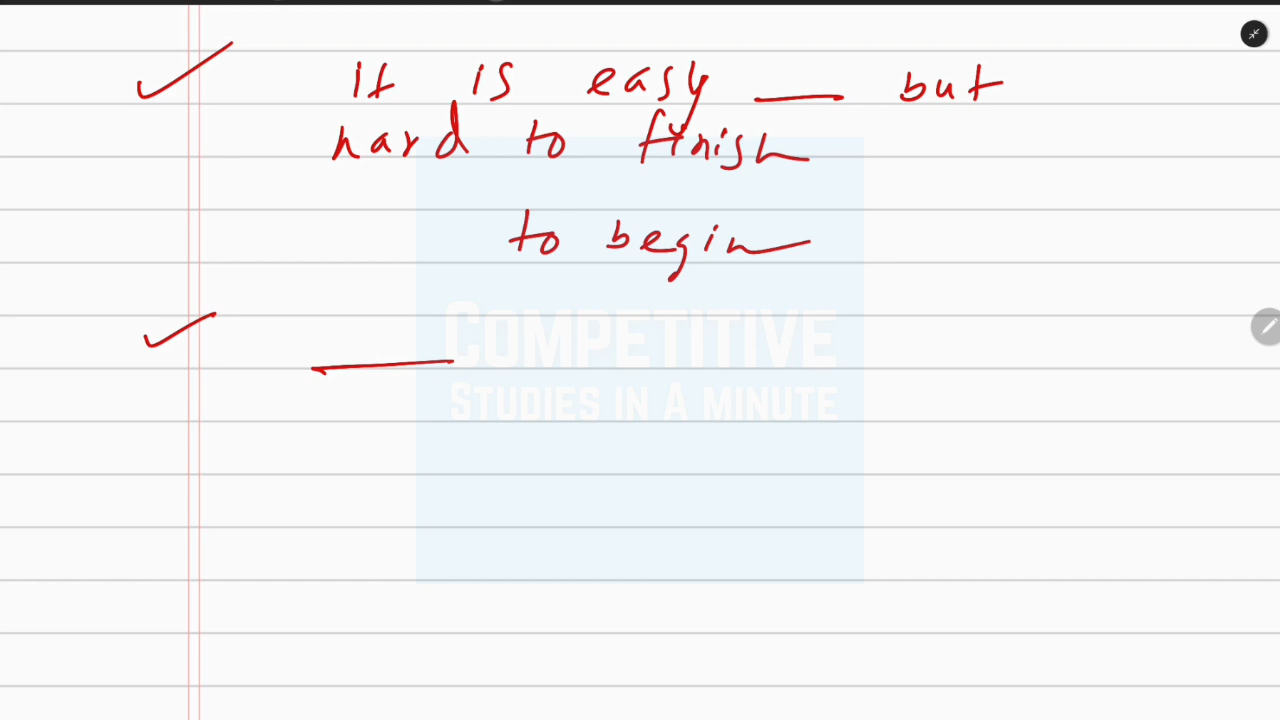 it is easy ___ but
hard to finish
to begin
COMPETITIVE
STUDIES IN A MINUTE